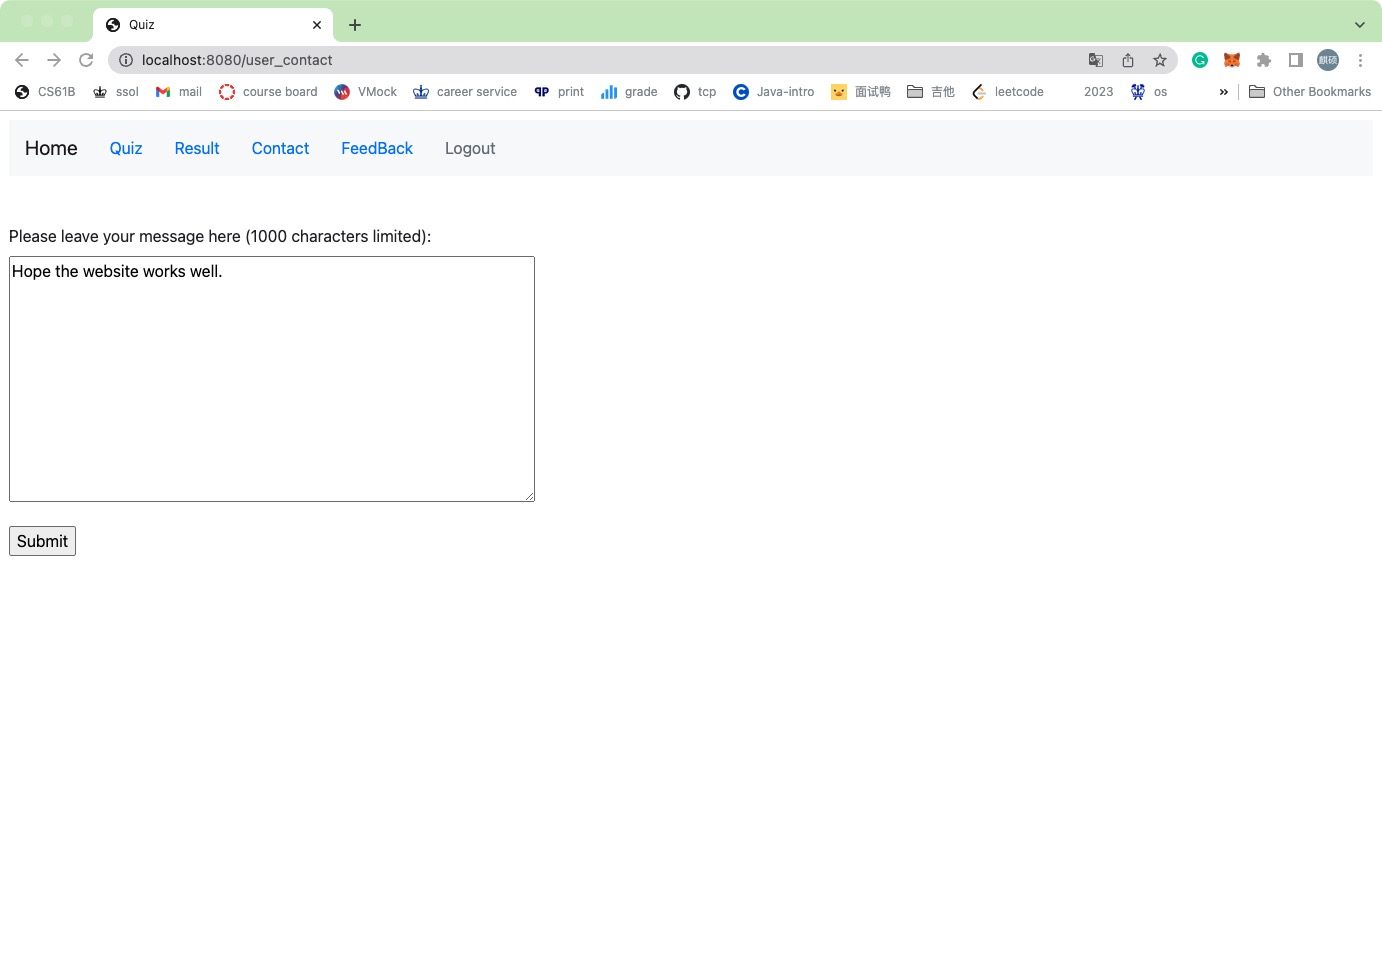 Quiz
localhost:8080/user_contact
CS61B ssol mail course board VMock career service print grade tcp Java-intro 面试鸭 吉他 leetcode 2023 os » Other Bookmarks
Home Quiz Result Contact FeedBack Logout
Please leave your message here (1000 characters limited):
Hope the website works well.
Submit